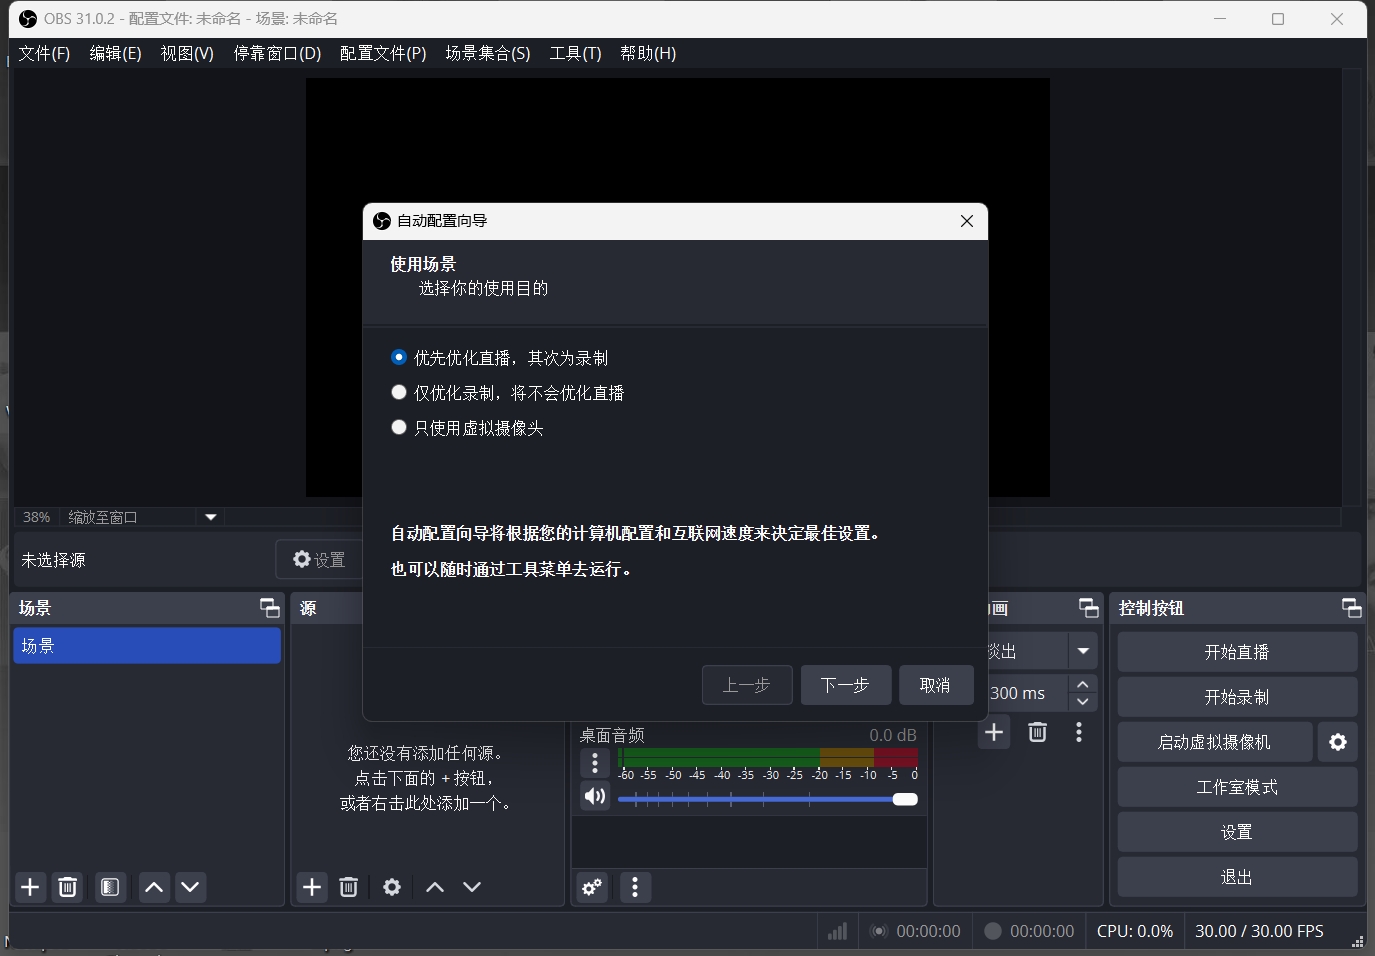 OBS 31.0.2 - 配置文件: 未命名 - 场景: 未命名
文件(F) 编辑(E) 视图(V) 停靠窗口(D) 配置文件(P) 场景集合(S) 工具(T) 帮助(H)
自动配置向导
使用场景
选择你的使用目的
优先优化直播，其次为录制
仅优化录制，将不会优化直播
只使用虚拟摄像头
自动配置向导将根据您的计算机配置和互联网速度来决定最佳设置。
也可以随时通过工具菜单去运行。
上一步 下一步 取消
38% 缩放至窗口
未选择源 设置
场景
场景
源
您还没有添加任何源。
点击下面的 + 按钮，
或者右击此处添加一个。
桌面音频 0.0 dB
-60 -55 -50 -45 -40 -35 -30 -25 -20 -15 -10 -5 0
画
淡出
300 ms
控制按钮
开始直播
开始录制
启动虚拟摄像机
工作室模式
设置
退出
00:00:00 00:00:00 CPU: 0.0% 30.00 / 30.00 FPS